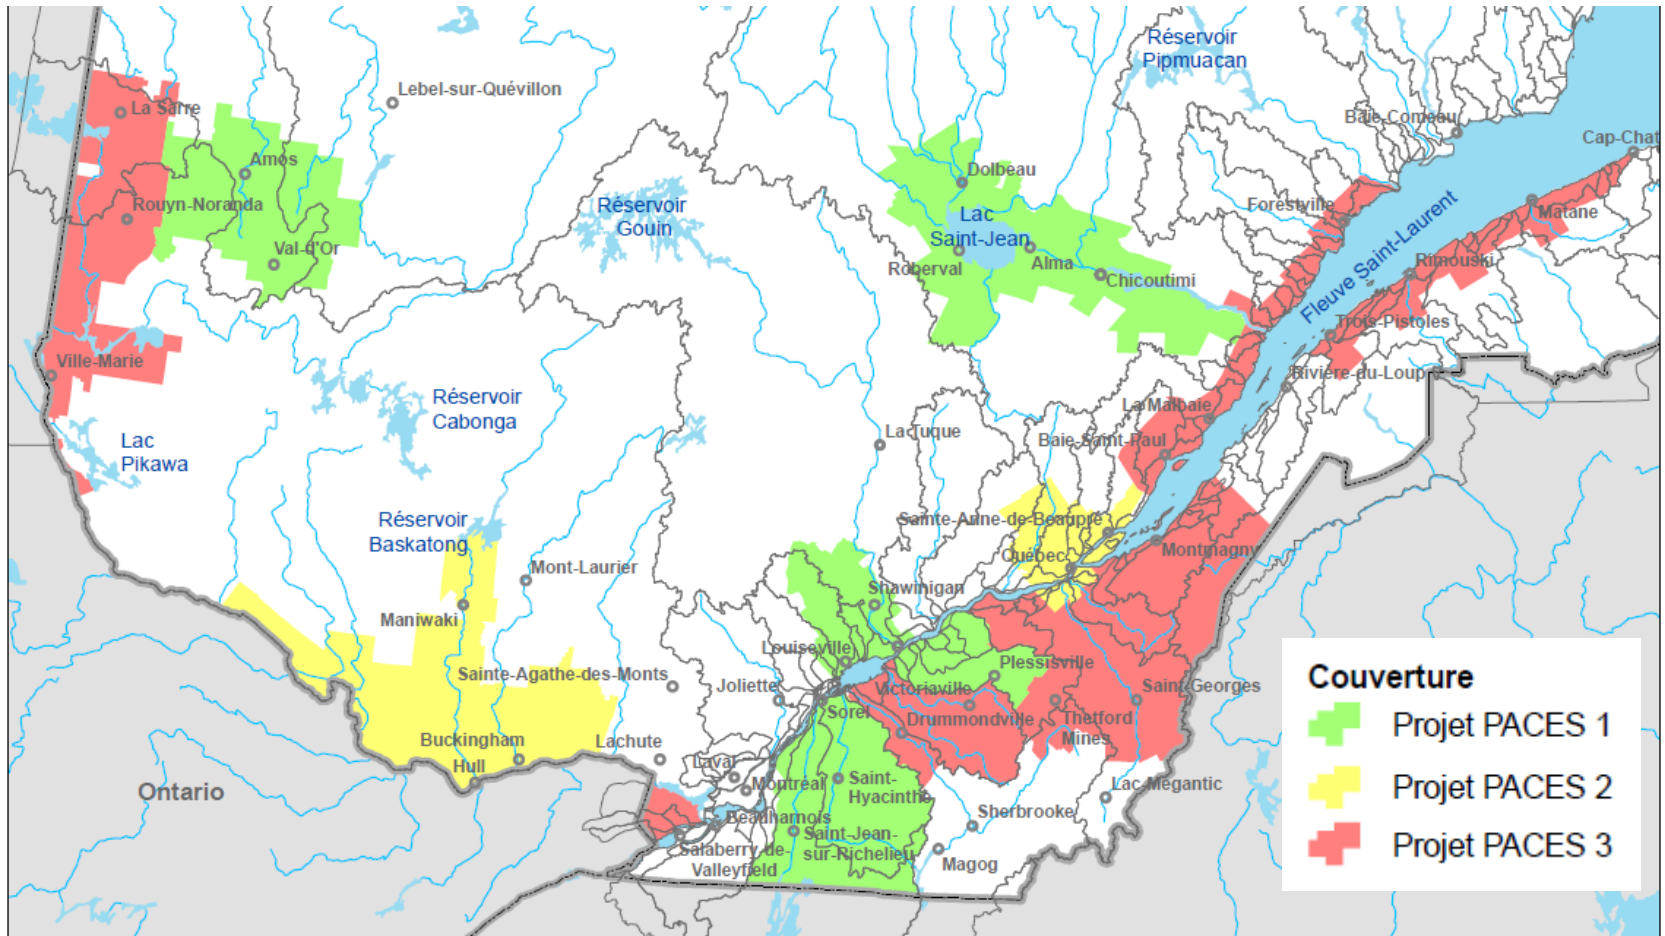 Réservoir
Pipmuacan
Lebel-sur-Quévillon
La Sarre
Baie-Comeau
Cap-Chat
Amos
Dolbeau
Rouyn-Noranda
Réservoir
Gouin
Lac
Saint-Jean
Forestville
Matane
Val-d'Or
Roberval
Alma
Chicoutimi
Fleuve Saint-Laurent
Rimouski
Trois-Pistoles
Ville-Marie
Rivière-du-Loup
Réservoir
Cabonga
La Malbaie
Lac
Pikawa
La Tuque
Baie-Saint-Paul
Réservoir
Baskatong
Sainte-Anne-de-Beaupré
Québec
Montmagny
Mont-Laurier
Shawinigan
Maniwaki
Louiseville
Plessisville
Sainte-Agathe-des-Monts
Joliette
Victoriaville
Saint-Georges
Sorel
Drummondville
Thetford
Mines
Buckingham
Lachute
Hull
Laval
Montréal
Saint-
Hyacinthe
Lac-Mégantic
Ontario
Beauharnois
Sherbrooke
Saint-Jean-
sur-Richelieu
Salaberry-de-
Valleyfield
Magog
Couverture
Projet PACES 1
Projet PACES 2
Projet PACES 3